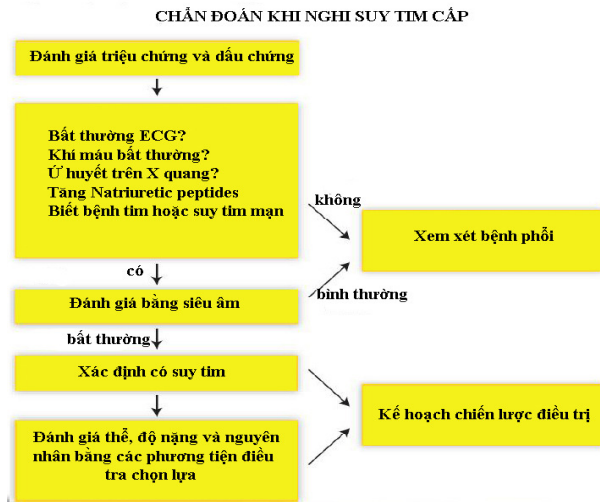 CHẨN ĐOÁN KHI NGHI SUY TIM CẤP
Đánh giá triệu chứng và dấu chứng
Bất thường ECG?
Khí máu bất thường?
Ứ huyết trên X quang?
Tăng Natriuretic peptides
Biết bệnh tim hoặc suy tim mạn
không
Xem xét bệnh phổi
có
Đánh giá bằng siêu âm
bình thường
bất thường
Xác định có suy tim
Kế hoạch chiến lược điều trị
Đánh giá thể, độ nặng và nguyên
nhân bằng các phương tiện điều
tra chọn lựa